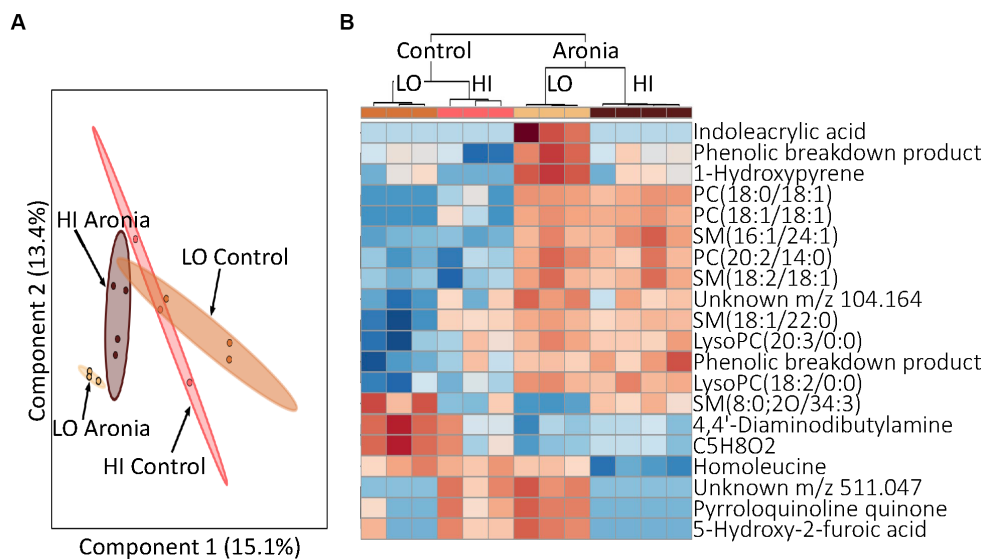 A
Component 2 (13.4%)
HI Aronia
LO Control
LO Aronia
HI Control
Component 1 (15.1%)
B
Control
Aronia
LO
HI
LO
HI
Indoleacrylic acid
Phenolic breakdown product
1-Hydroxypyrene
PC(18:0/18:1)
PC(18:1/18:1)
SM(16:1/24:1)
PC(20:2/14:0)
SM(18:2/18:1)
Unknown m/z 104.164
SM(18:1/22:0)
LysoPC(20:3/0:0)
Phenolic breakdown product
LysoPC(18:2/0:0)
SM(8:0;2O/34:3)
4,4'-Diaminodibutylamine
C5H8O2
Homoleucine
Unknown m/z 511.047
Pyrroloquinoline quinone
5-Hydroxy-2-furoic acid